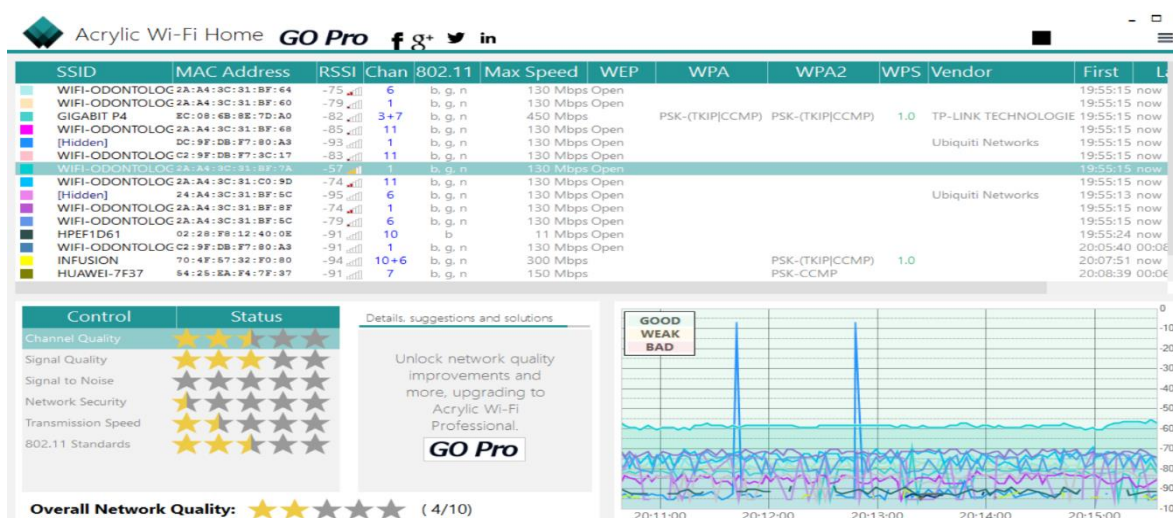 Acrylic Wi-Fi Home GO Pro f g+ in
SSID MAC Address RSSI Chan 802.11 Max Speed WEP WPA WPA2 WPS Vendor First La
WIFI-ODONTOLOG 2A:A4:3C:31:BF:64 -75 6 b, g, n 130 Mbps Open 19:55:15 now
WIFI-ODONTOLOG 2A:A4:3C:31:BF:60 -79 1 b, g, n 130 Mbps Open 19:55:15 now
GIGABIT P4 EC:08:6B:8E:7D:A0 -82 3+7 b, g, n 450 Mbps PSK-(TKIP|CCMP) PSK-(TKIP|CCMP) 1.0 TP-LINK TECHNOLOGIE 19:55:15 now
WIFI-ODONTOLOG 2A:A4:3C:31:BF:68 -85 11 b, g, n 130 Mbps Open 19:55:15 now
[Hidden] DC:9F:DB:F7:80:A3 -93 1 b, g, n 130 Mbps Open Ubiquiti Networks 19:55:15 now
WIFI-ODONTOLOG C2:9F:DB:F7:3C:17 -83 11 b, g, n 130 Mbps Open 19:55:15 now
WIFI-ODONTOLOG 2A:A4:3C:31:BF:7A -57 1 b, g, n 130 Mbps Open 19:55:15 now
WIFI-ODONTOLOG 2A:A4:3C:31:C0:9D -74 11 b, g, n 130 Mbps Open 19:55:15 now
[Hidden] 24:A4:3C:31:BF:5C -95 6 b, g, n 130 Mbps Open Ubiquiti Networks 19:55:13 now
WIFI-ODONTOLOG 2A:A4:3C:31:BF:8F -74 1 b, g, n 130 Mbps Open 19:55:15 now
WIFI-ODONTOLOG 2A:A4:3C:31:BF:5C -79 6 b, g, n 130 Mbps Open 19:55:15 now
HPEF1D61 02:28:F8:12:40:0E -91 10 b 11 Mbps Open 19:55:24 now
WIFI-ODONTOLOG C2:9F:DB:F7:80:A3 -91 1 b, g, n 130 Mbps Open 20:05:40 00:08
INFUSION 70:4F:57:32:F0:80 -94 10+6 b, g, n 300 Mbps PSK-(TKIP|CCMP) 1.0 20:07:51 now
HUAWEI-7F37 54:25:EA:F4:7F:37 -91 7 b, g, n 150 Mbps PSK-CCMP 20:08:39 00:06
Control Status
Channel Quality
Signal Quality
Signal to Noise
Network Security
Transmission Speed
802.11 Standards
Overall Network Quality: ( 4/10)
Details, suggestions and solutions
Unlock network quality
improvements and
more, upgrading to
Acrylic Wi-Fi
Professional.
GO Pro
GOOD
WEAK
BAD
0
-10
-20
-30
-40
-50
-60
-70
-80
-90
20:11:00 20:12:00 20:13:00 20:14:00 20:15:00